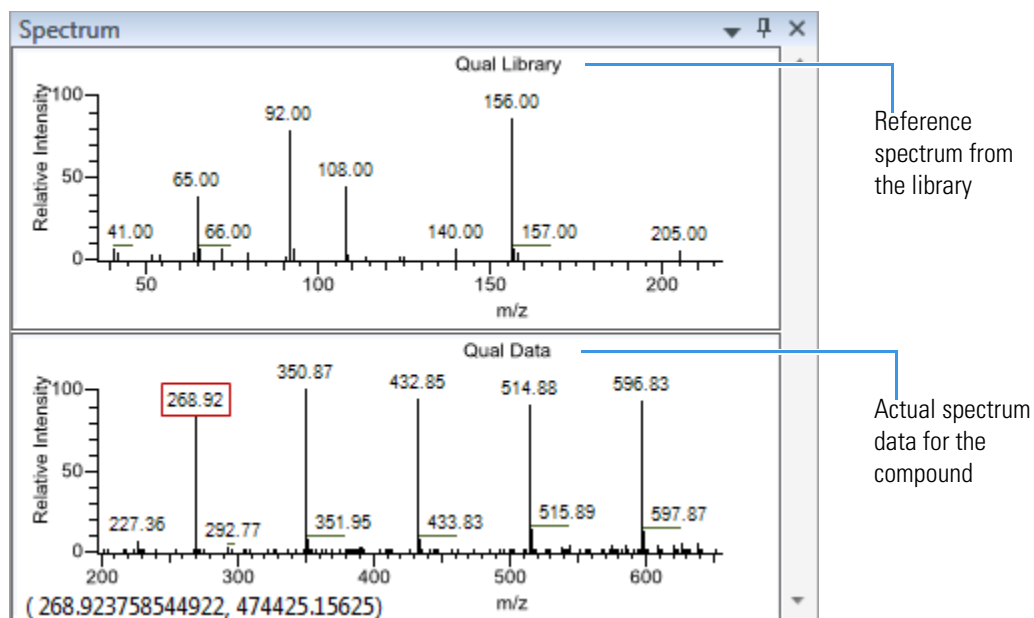 Spectrum
Qual Library
Relative Intensity
100
50
0
41.00
65.00
66.00
92.00
108.00
140.00
156.00
157.00
205.00
50
100
150
200
m/z
Reference
spectrum from
the library
Qual Data
Relative Intensity
100
50
0
227.36
268.92
292.77
350.87
351.95
432.85
433.83
514.88
515.89
596.83
597.87
200
300
400
500
600
m/z
( 268.923758544922, 474425.15625)
Actual spectrum
data for the
compound